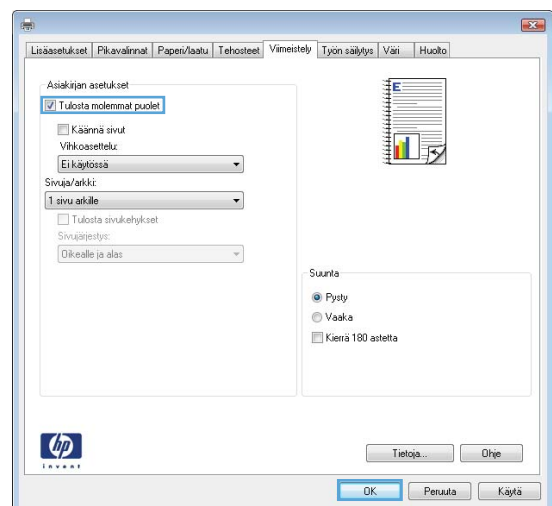 Lisäasetukset Pikavalinnat Paperi/laatu Tehosteet Viimeistely Työn säilytys Väri Huolto
Asiakirjan asetukset
Tulosta molemmat puolet
Käännä sivut
Vihkoasettelu:
Ei käytössä
Sivuja/arkki:
1 sivu arkille
Tulosta sivukehykset
Sivujärjestys:
Oikealle ja alas
E
Suunta
Pysty
Vaaka
Kierrä 180 astetta
hp
invent
Tietoja... Ohje
OK Peruuta Käytä